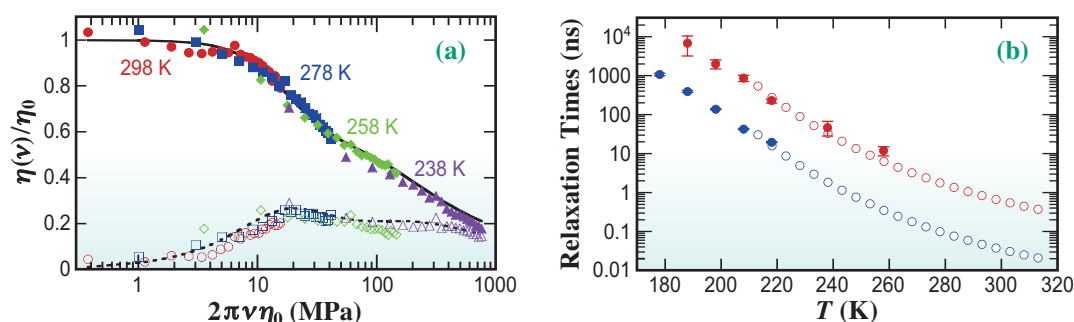 (a)
1
0.8
0.6
0.4
0.2
0
η(ν)/η0
298 K
278 K
258 K
238 K
1
10
100
1000
2πνη0 (MPa)
(b)
10⁴
1000
100
10
1
0.1
0.01
Relaxation Times (ns)
180 200 220 240 260 280 300 320
T (K)